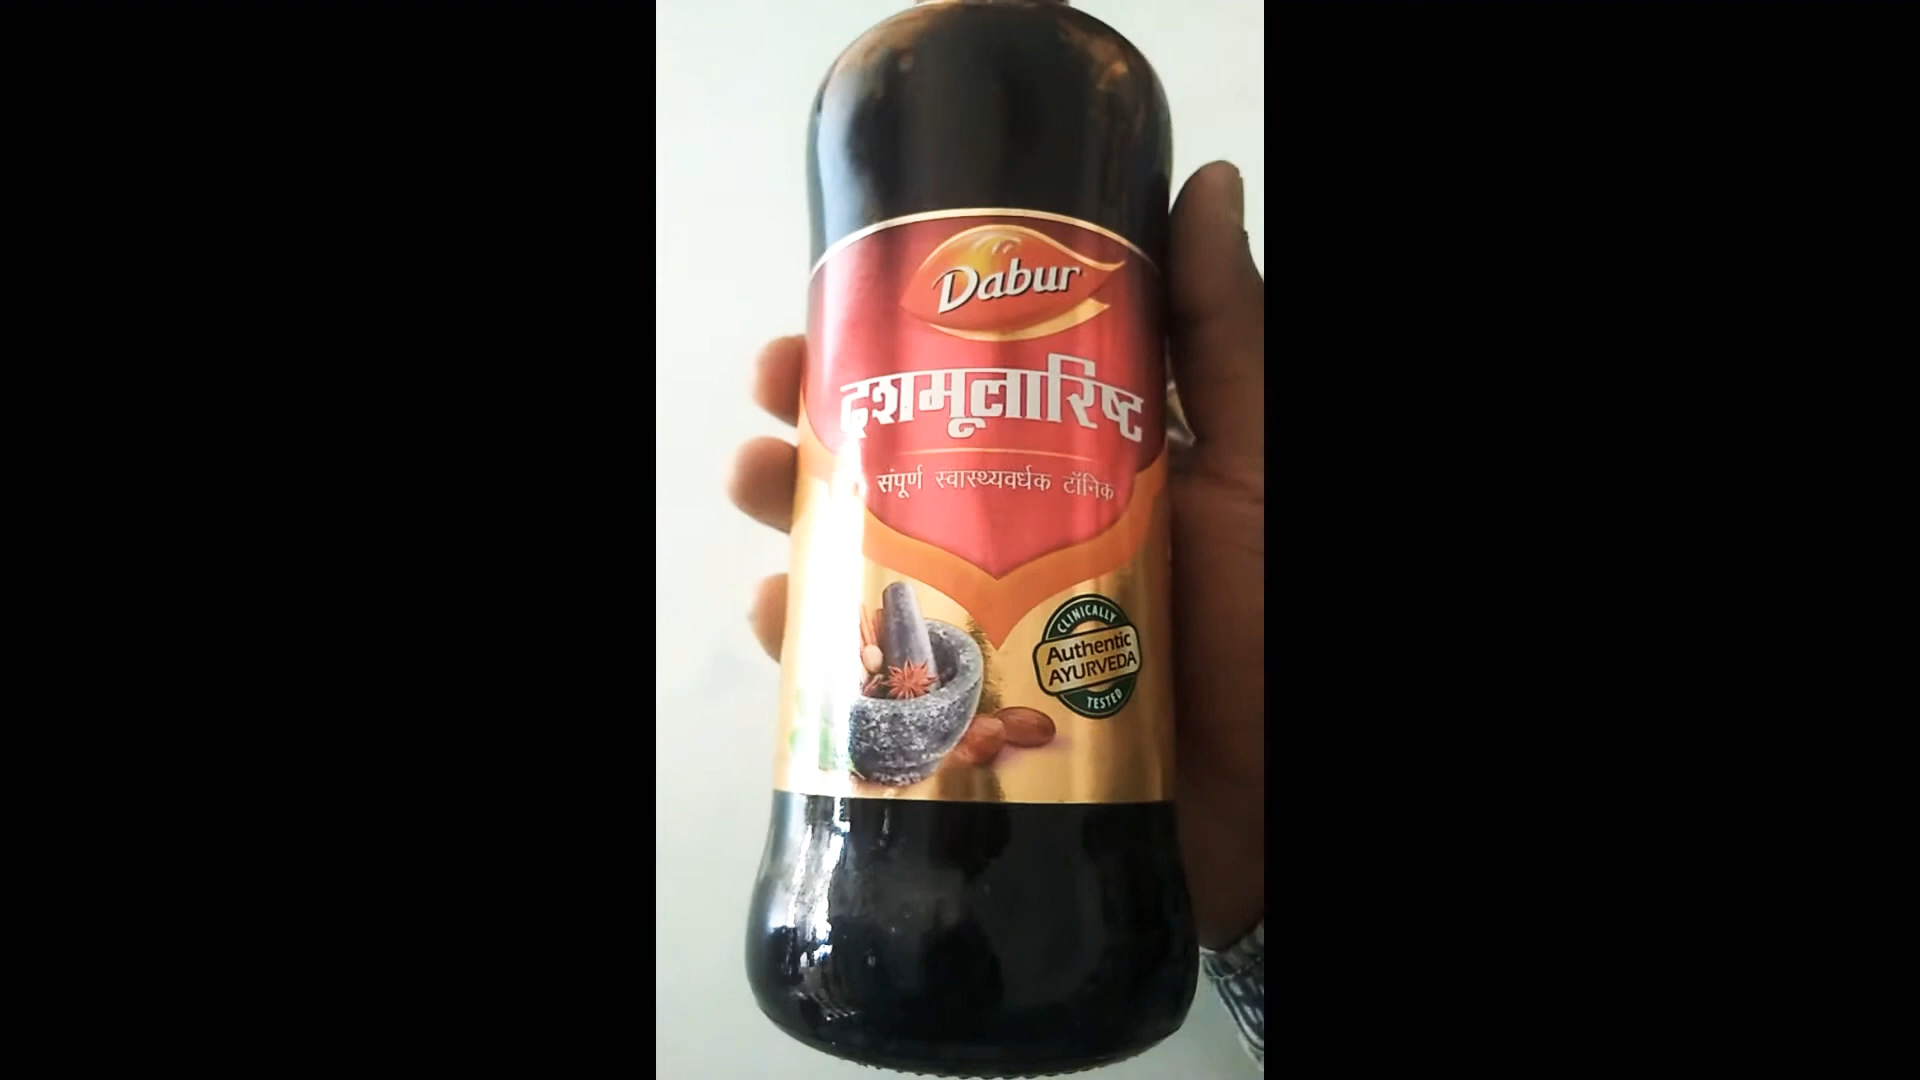 Dabur
दशमूलारिष्ट
संपूर्ण स्वास्थ्यवर्धक टॉनिक
CLINICALLY
Authentic
AYURVEDA
TESTED